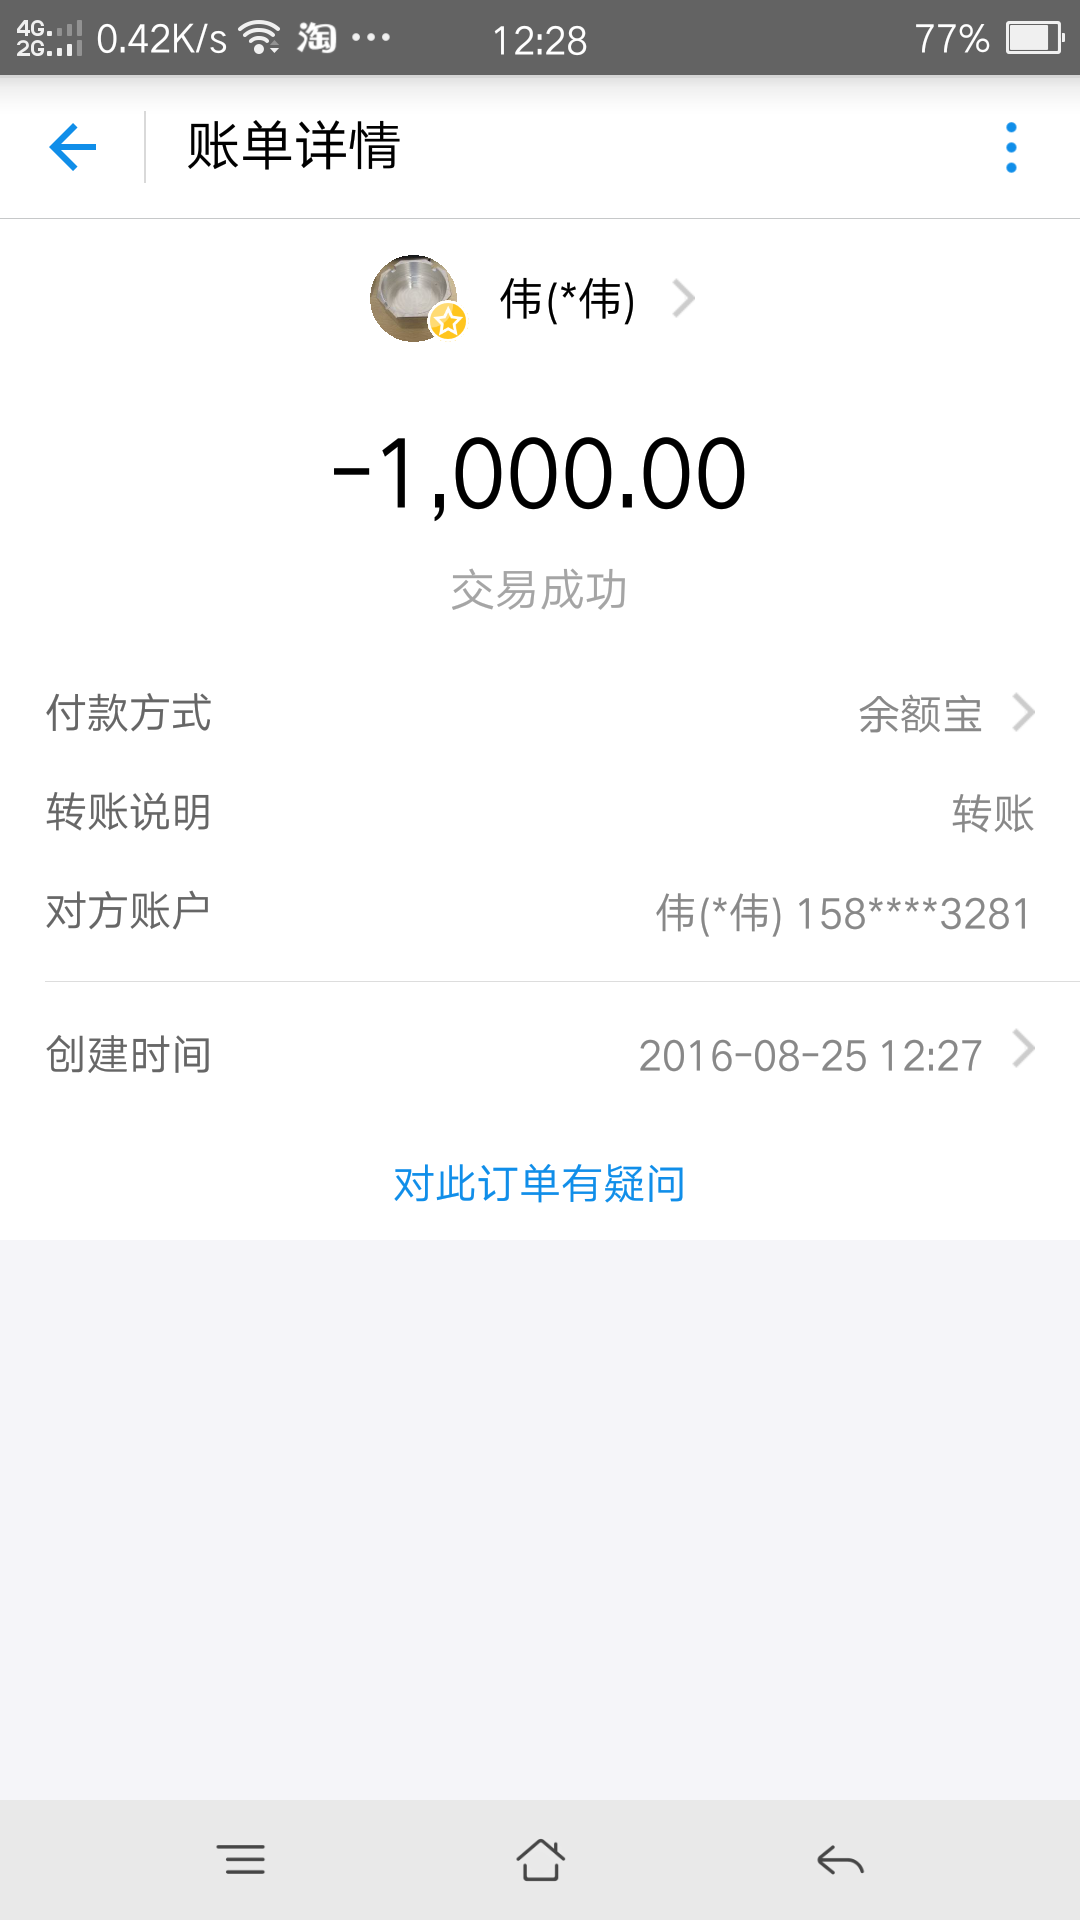 4G 2G 0.42K/s 淘 ··· 12:28 77%
账单详情
伟(*伟)
-1,000.00
交易成功
付款方式 余额宝
转账说明 转账
对方账户 伟(*伟) 158****3281
创建时间 2016-08-25 12:27
对此订单有疑问